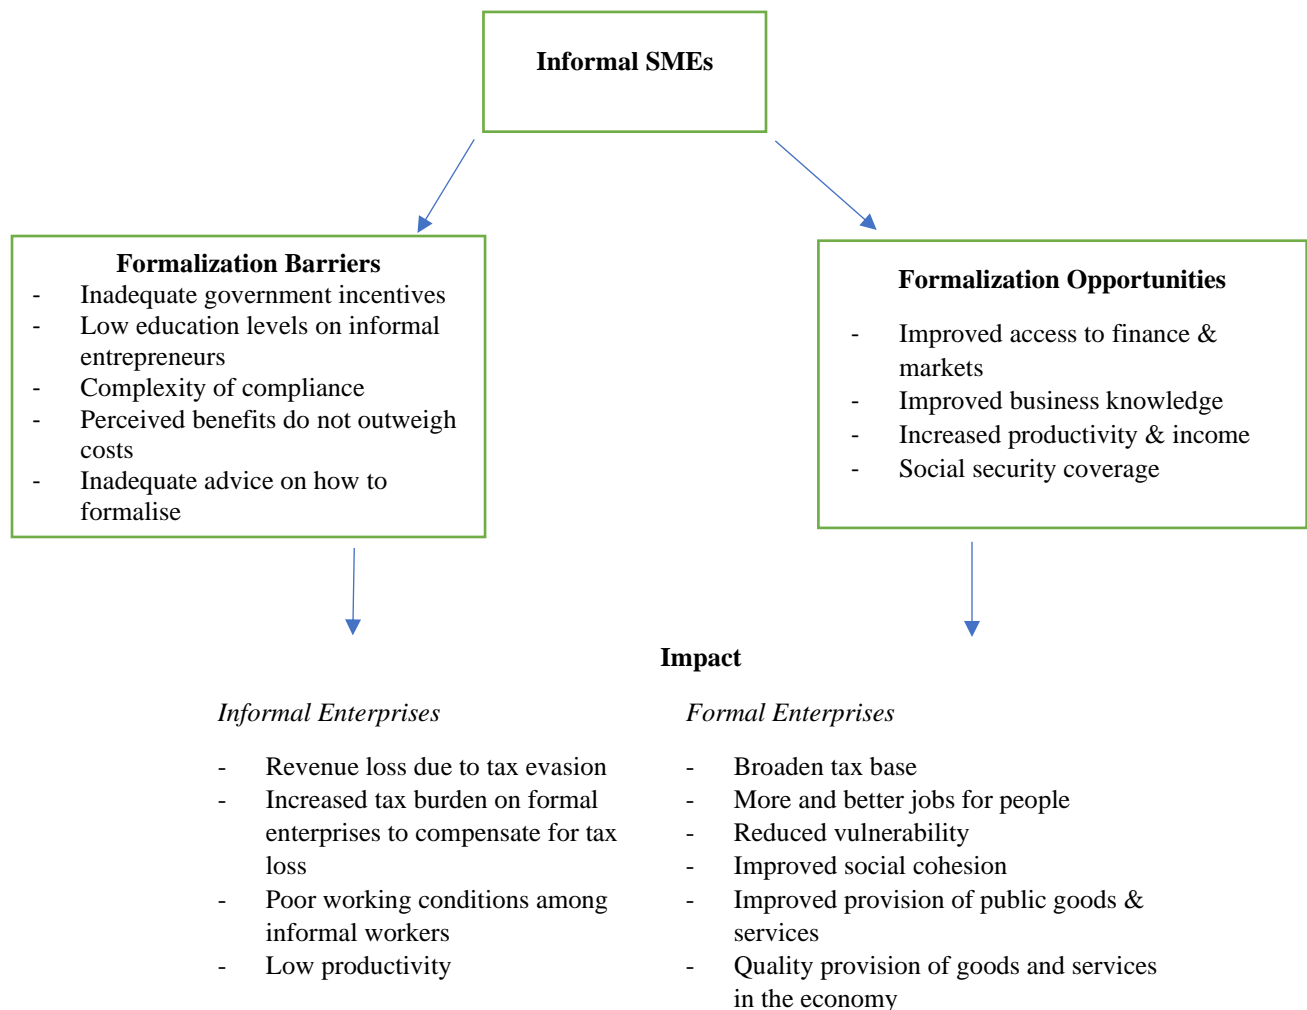 Informal SMEs
Formalization Barriers
- Inadequate government incentives
- Low education levels on informal
entrepreneurs
- Complexity of compliance
- Perceived benefits do not outweigh
costs
- Inadequate advice on how to
formalise
Formalization Opportunities
- Improved access to finance &
markets
- Improved business knowledge
- Increased productivity & income
- Social security coverage
Impact
Informal Enterprises
- Revenue loss due to tax evasion
- Increased tax burden on formal
enterprises to compensate for tax
loss
- Poor working conditions among
informal workers
- Low productivity
Formal Enterprises
- Broaden tax base
- More and better jobs for people
- Reduced vulnerability
- Improved social cohesion
- Improved provision of public goods &
services
- Quality provision of goods and services
in the economy